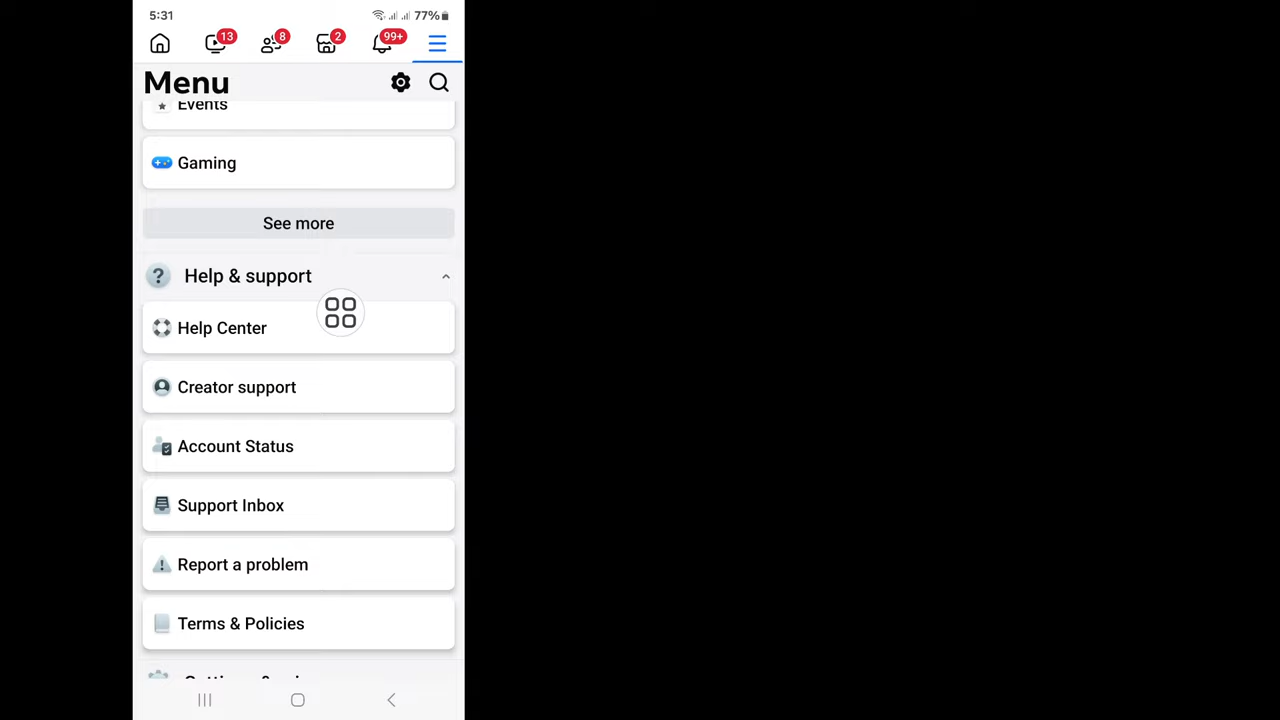 5:31
77%
13
8
2
99+
Menu
Events
Gaming
See more
Help & support
Help Center
Creator support
Account Status
Support Inbox
Report a problem
Terms & Policies